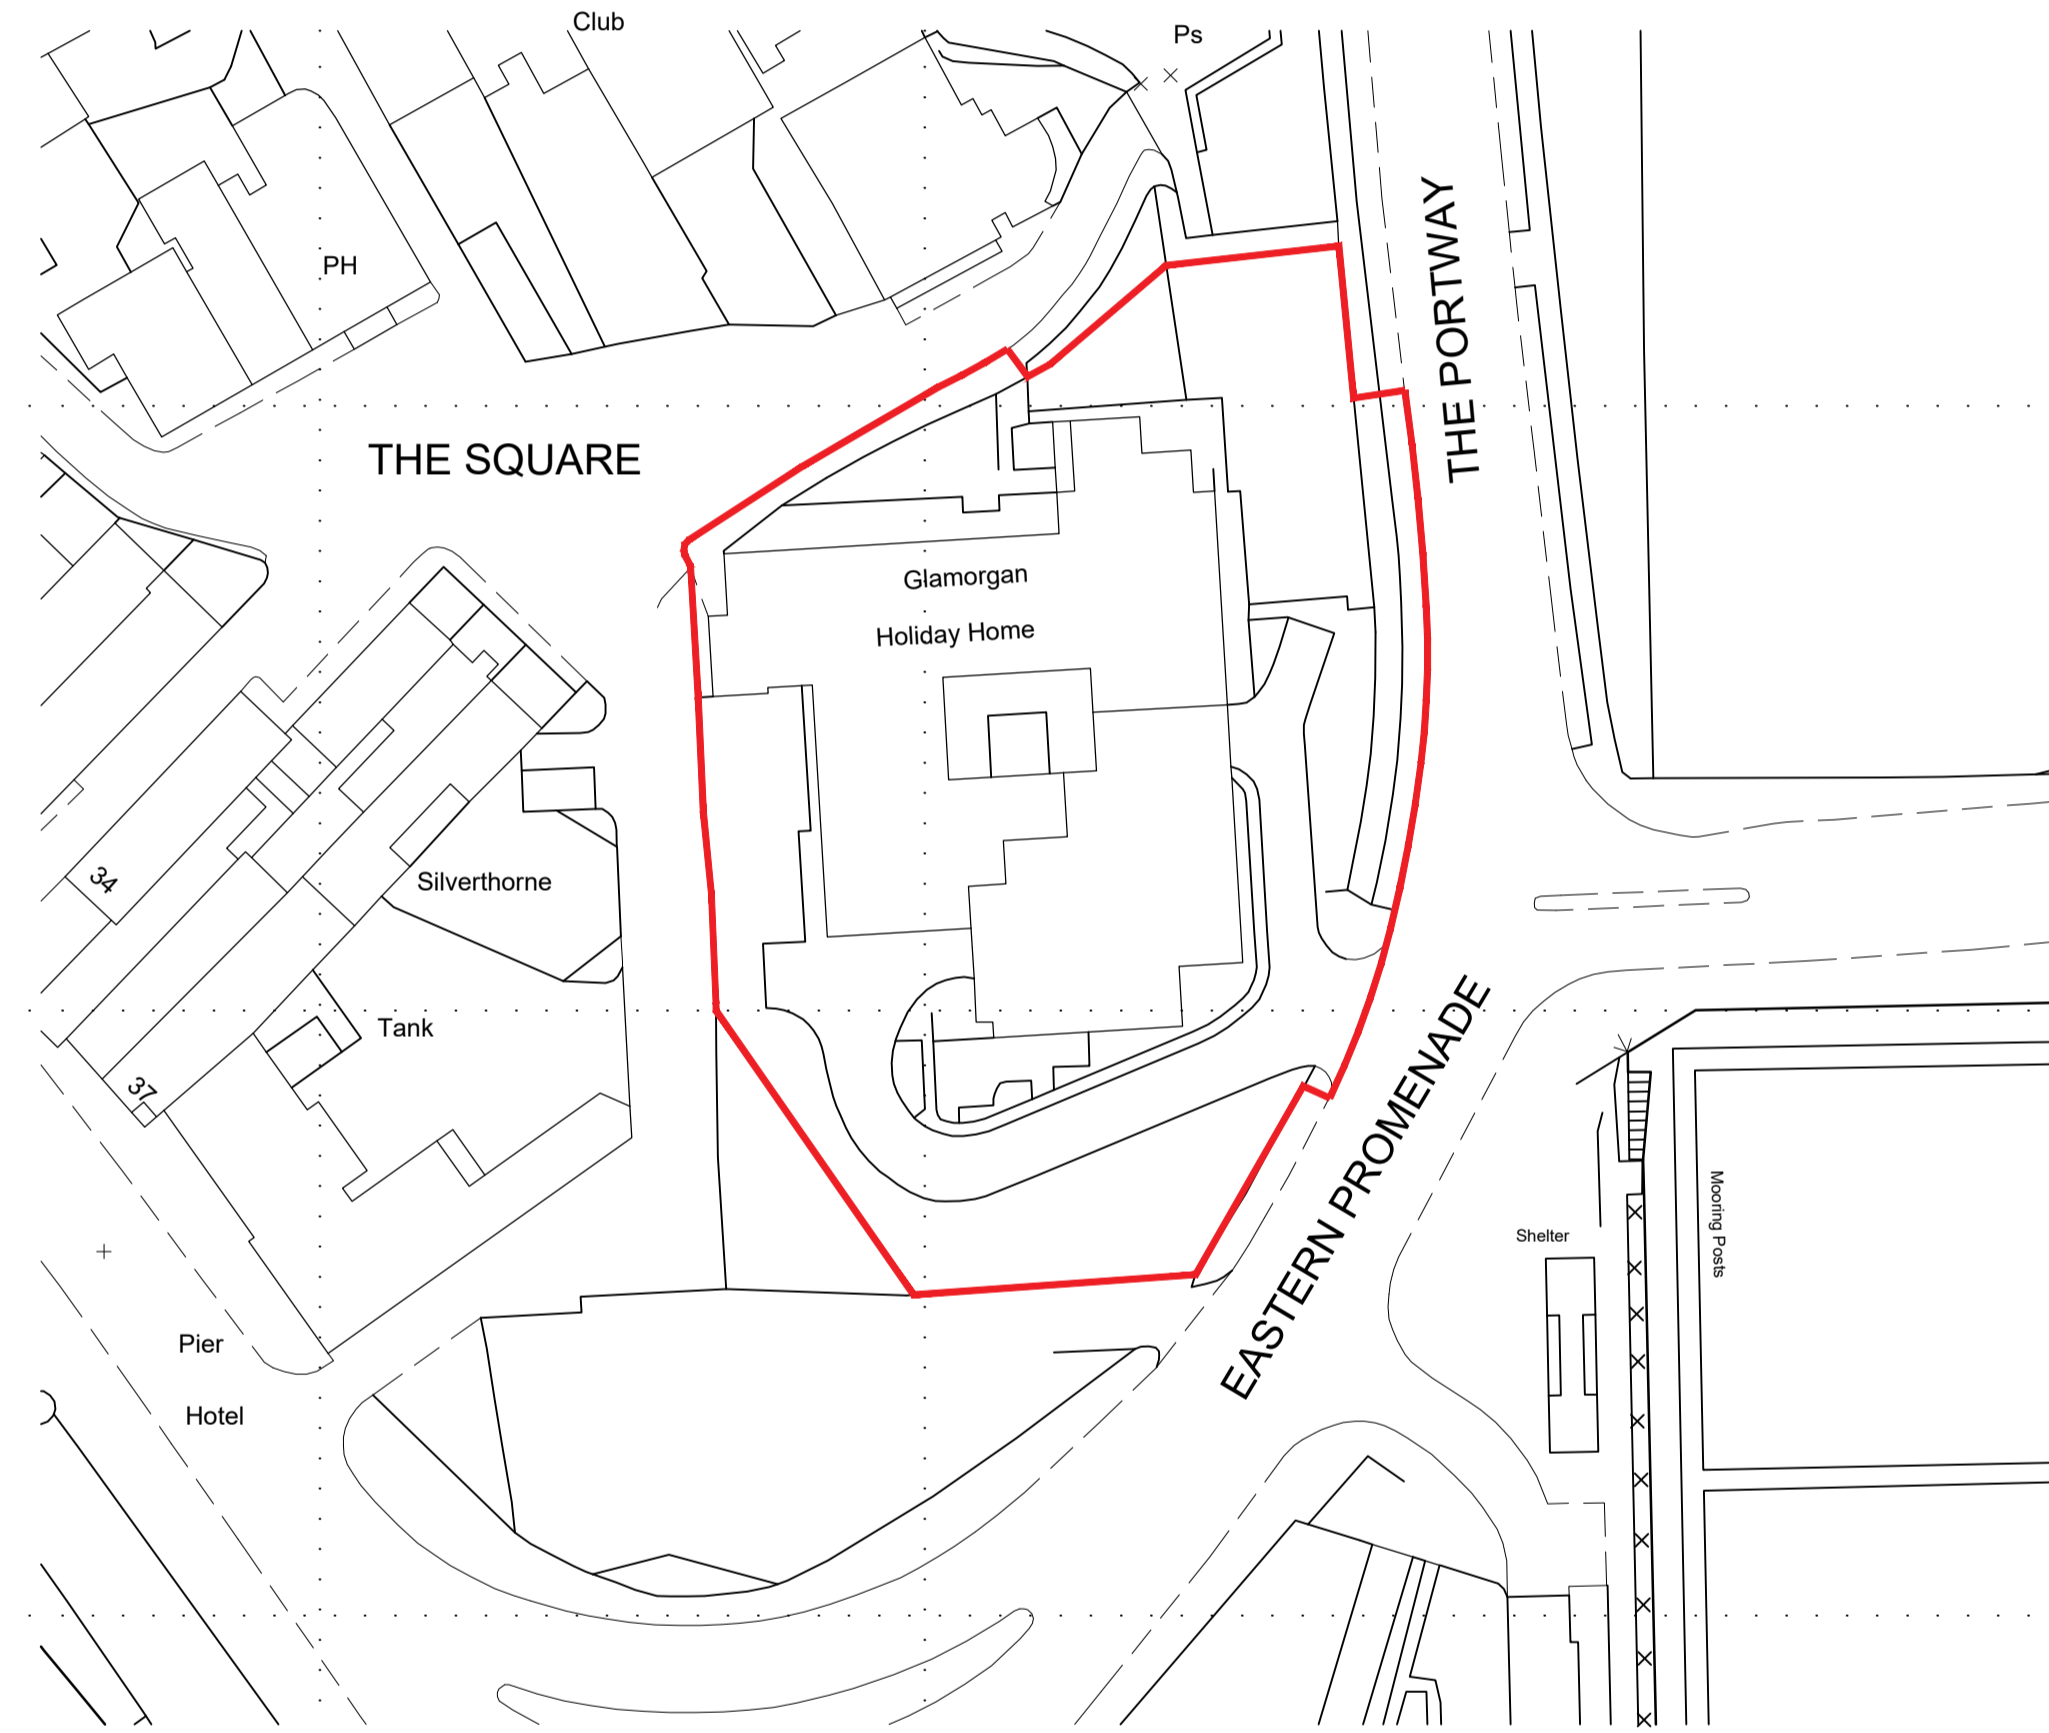 Club
Ps
PH
THE PORTWAY
THE SQUARE
Glamorgan
Holiday Home
34
Silverthorne
Tank
37
EASTERN PROMENADE
Mooring Posts
Shelter
Pier
Hotel